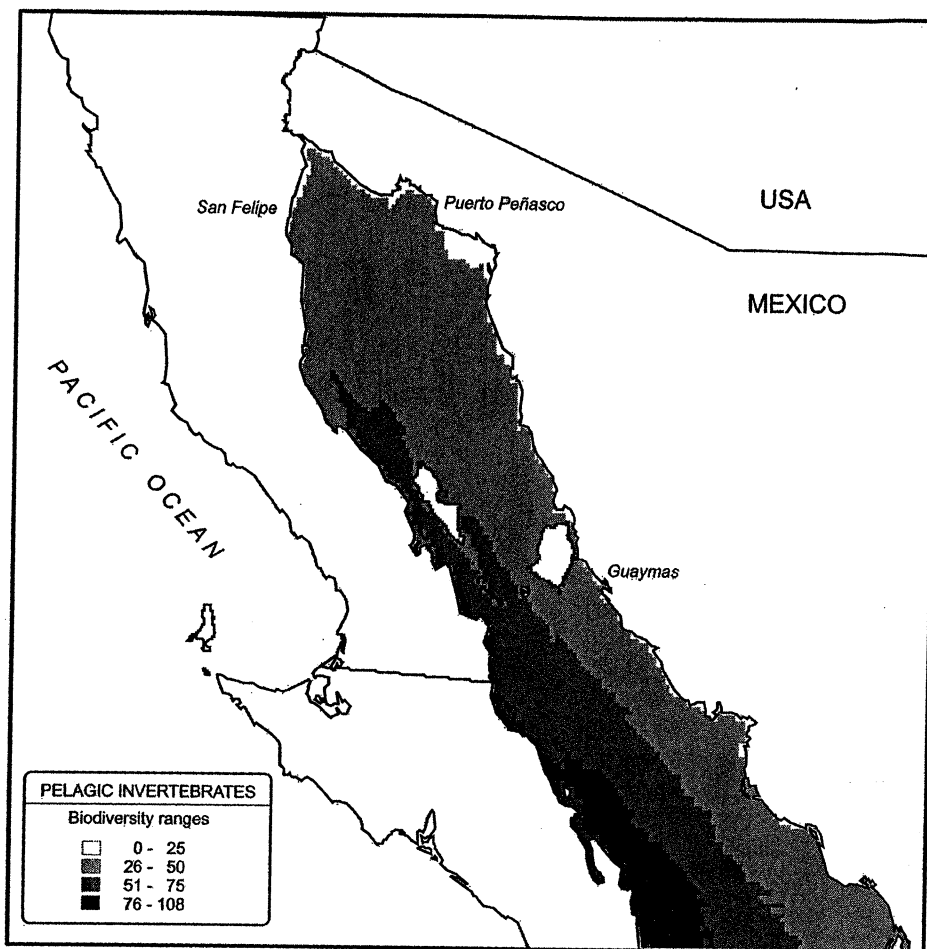 San Felipe
Puerto Peñasco
USA
MEXICO
PACIFIC OCEAN
Guaymas
PELAGIC INVERTEBRATES
Biodiversity ranges
0 - 25
26 - 50
51 - 75
76 - 108